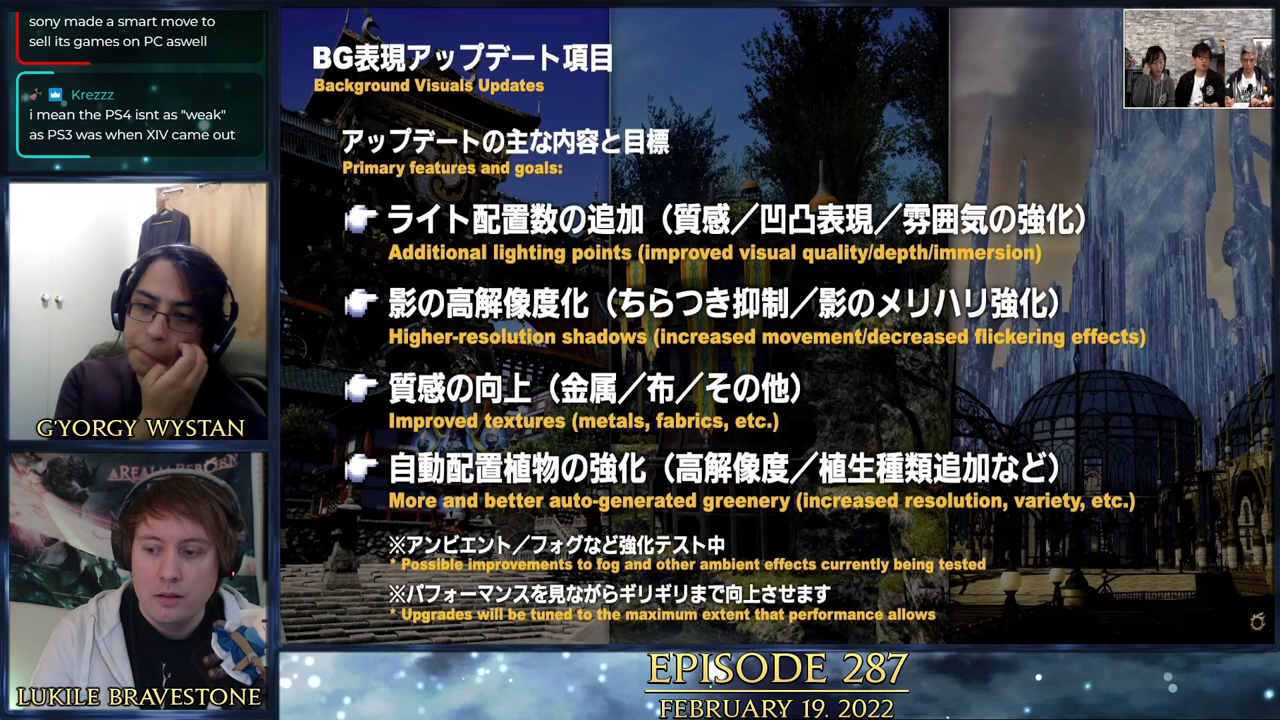 sony made a smart move to
sell its games on PC aswell
Krezzz
i mean the PS4 isnt as "weak"
as PS3 was when XIV came out
BG表現アップデート項目
Background Visuals Updates
アップデートの主な内容と目標
Primary features and goals:
ライト配置数の追加（質感／凹凸表現／雰囲気の強化）
Additional lighting points (improved visual quality/depth/immersion)
影の高解像度化（ちらつき抑制／影のメリハリ強化）
Higher-resolution shadows (increased movement/decreased flickering effects)
質感の向上（金属／布／その他）
Improved textures (metals, fabrics, etc.)
自動配置植物の強化（高解像度／植生種類追加など）
More and better auto-generated greenery (increased resolution, variety, etc.)
※アンビエント／フォグなど強化テスト中
* Possible improvements to fog and other ambient effects currently being tested
※パフォーマンスを見ながらギリギリまで向上させます
* Upgrades will be tuned to the maximum extent that performance allows
G'YORGY WYSTAN
A REALM REBORN
LUKILE BRAVESTONE
EPISODE 287
FEBRUARY 19, 2022